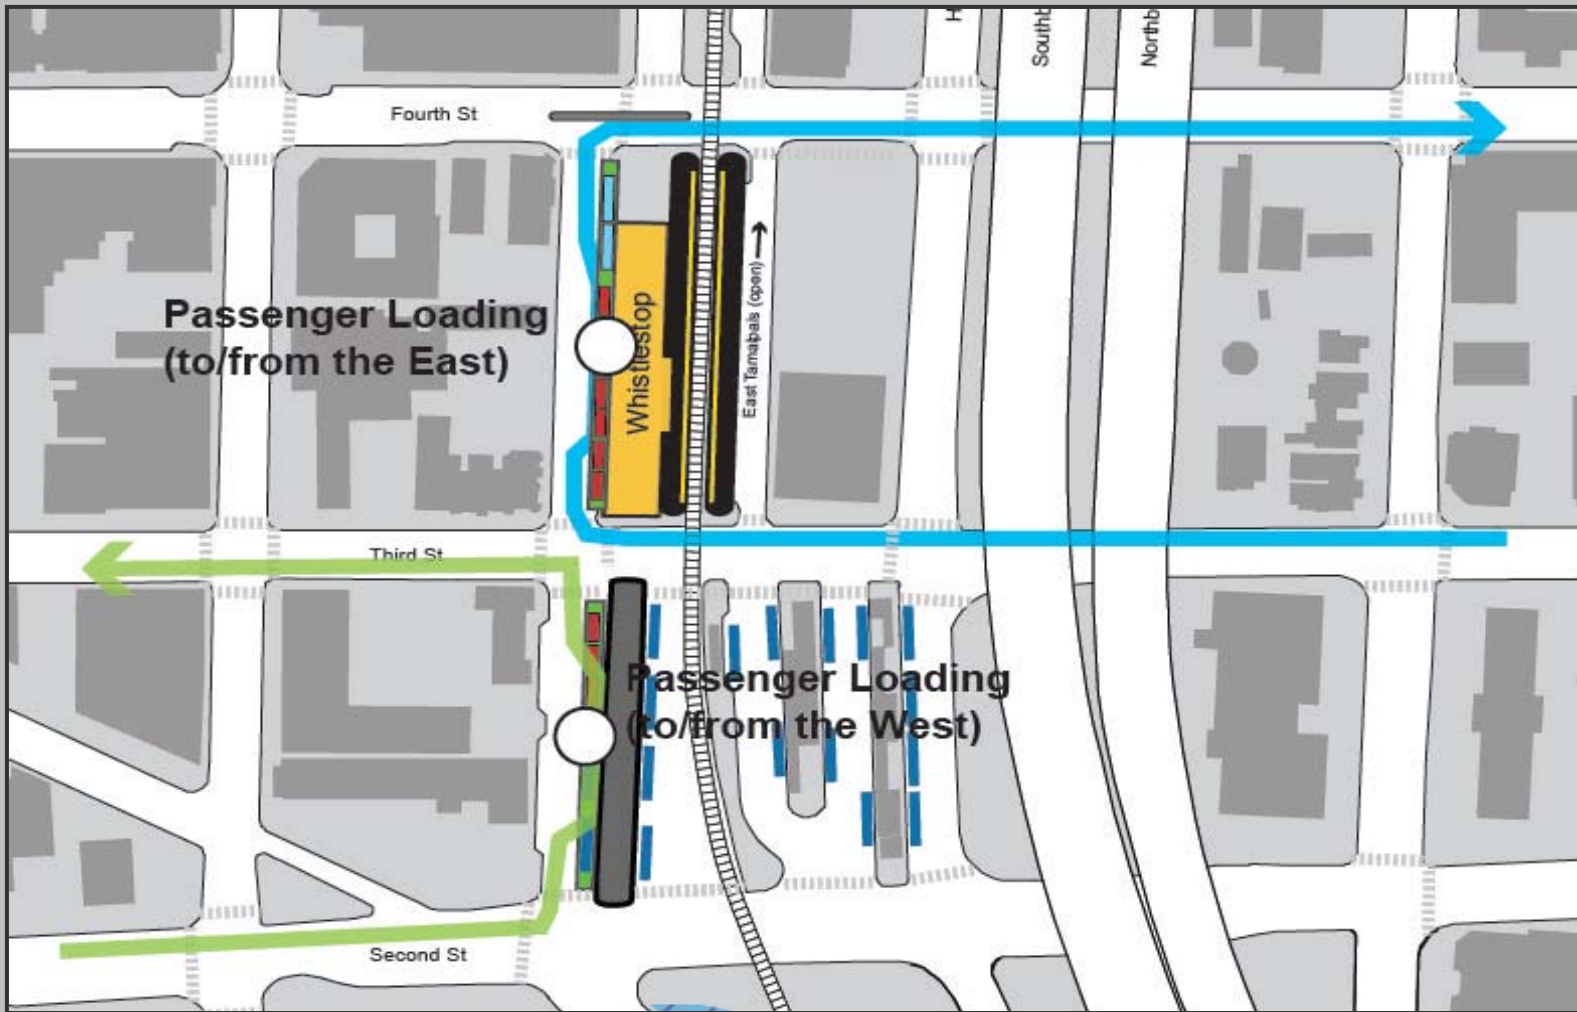 Southb
Northb
Fourth St
Passenger Loading
(to/from the East)
Whistlestop
East Tamalpais (open)
Third St
Passenger Loading
(to/from the West)
Second St